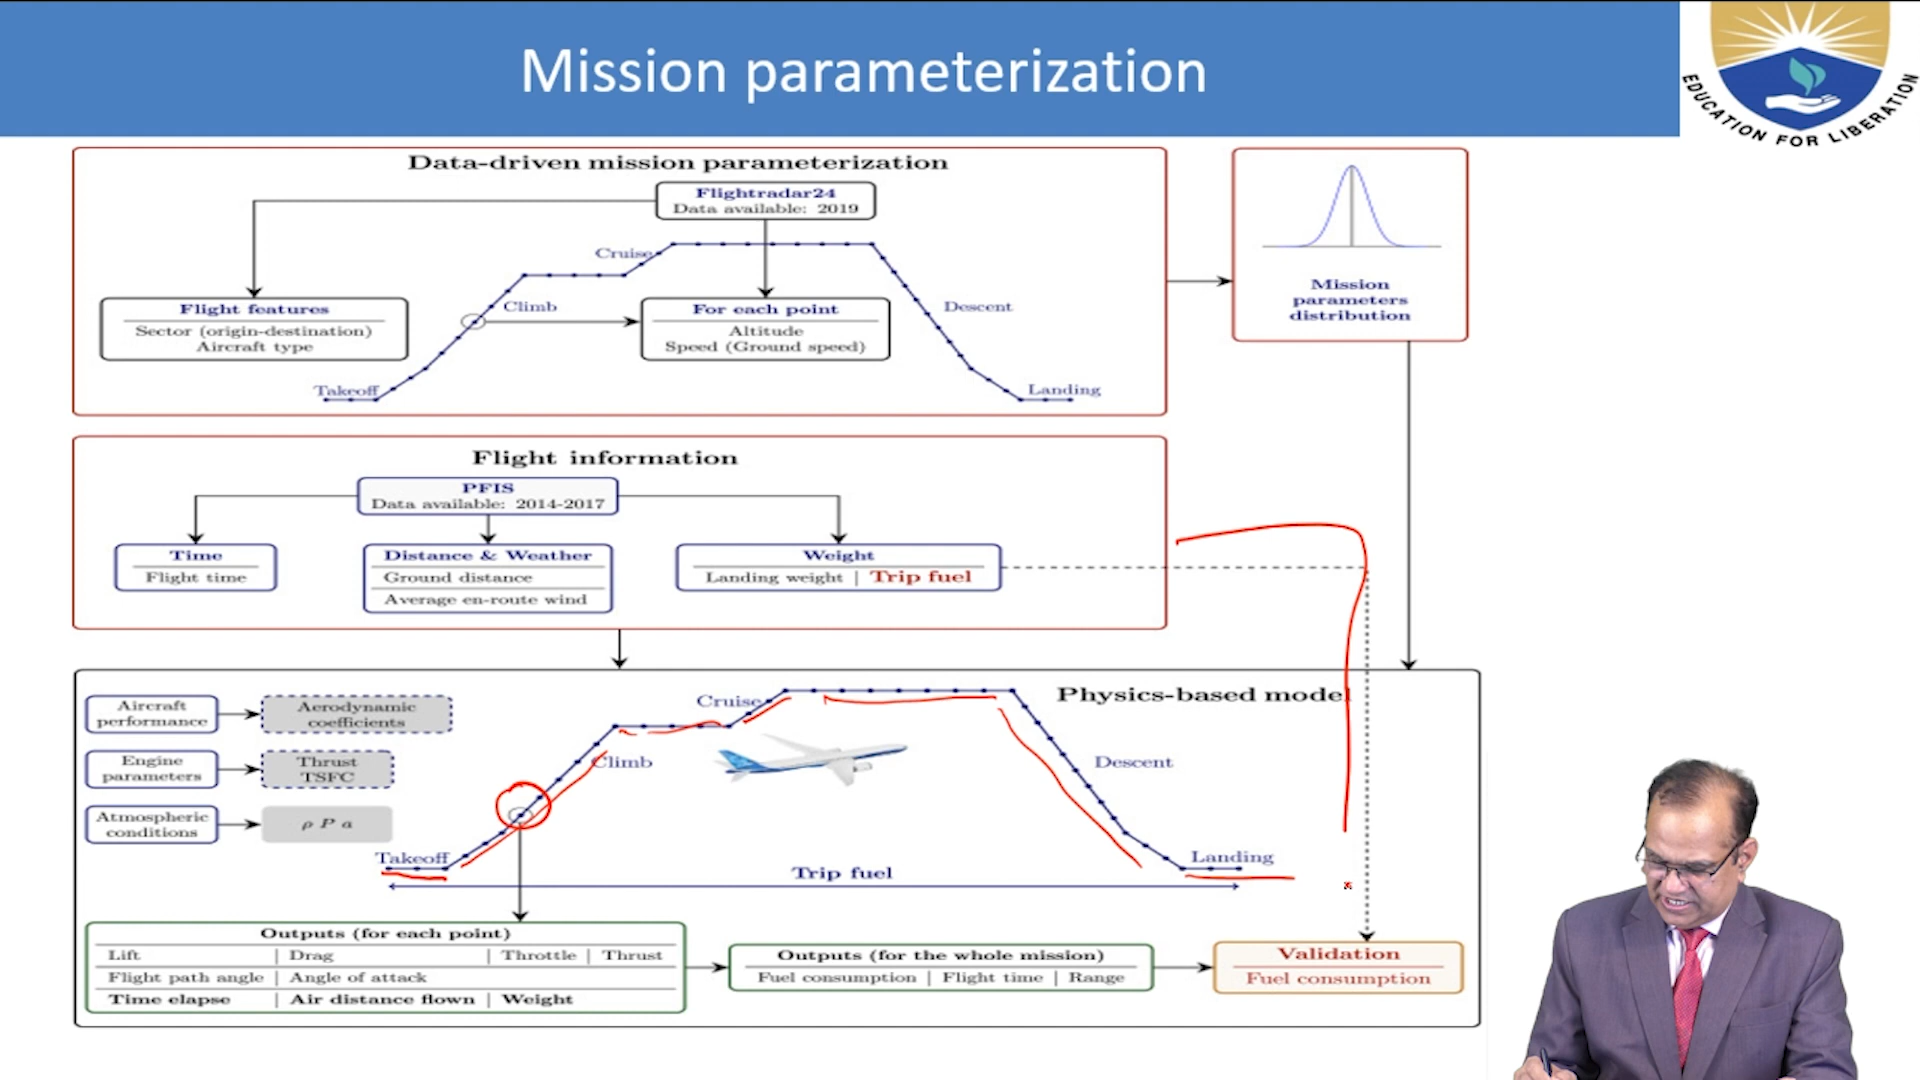 Mission parameterization
EDUCATION FOR LIBERATION
Data-driven mission parameterization
Flightradar24
Data available: 2019
Cruise
Climb
Descent
Flight features
Sector (origin-destination)
Aircraft type
For each point
Altitude
Speed (Ground speed)
Takeoff
Landing
Mission
parameters
distribution
Flight information
PFIS
Data available: 2014-2017
Time
Flight time
Distance & Weather
Ground distance
Average en-route wind
Weight
Landing weight | Trip fuel
Physics-based model
Aircraft
performance
Aerodynamic
coefficients
Engine
parameters
Thrust
TSFC
Atmospheric
conditions
ρ P a
Cruise
Climb
Descent
Takeoff
Landing
Trip fuel
Outputs (for each point)
Lift | Drag | Throttle | Thrust
Flight path angle | Angle of attack
Time elapse | Air distance flown | Weight
Outputs (for the whole mission)
Fuel consumption | Flight time | Range
Validation
Fuel consumption